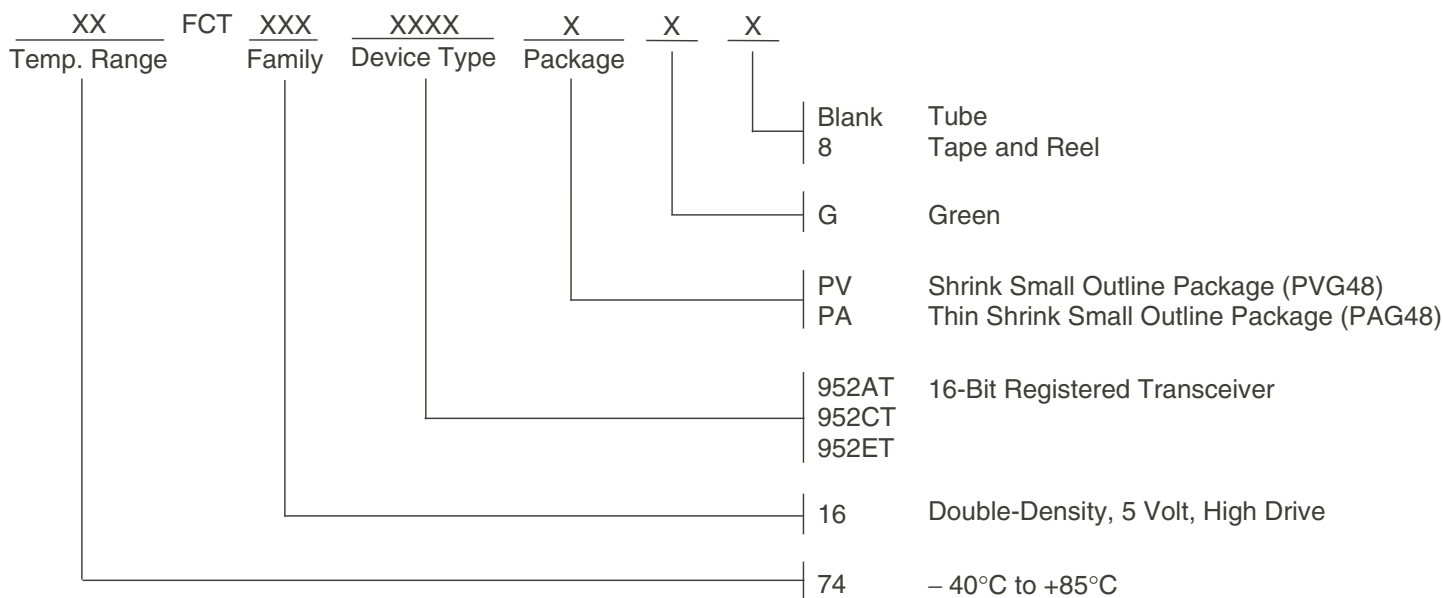 XX FCT XXX XXXX X X X
Temp. Range Family Device Type Package
Blank Tube
8 Tape and Reel
G Green
PV Shrink Small Outline Package (PVG48)
PA Thin Shrink Small Outline Package (PAG48)
952AT 16-Bit Registered Transceiver
952CT
952ET
16 Double-Density, 5 Volt, High Drive
74 – 40°C to +85°C